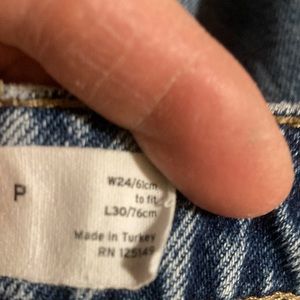 P
W24/61cm
to fit
L30/76cm
Made in Turkey
RN 125149